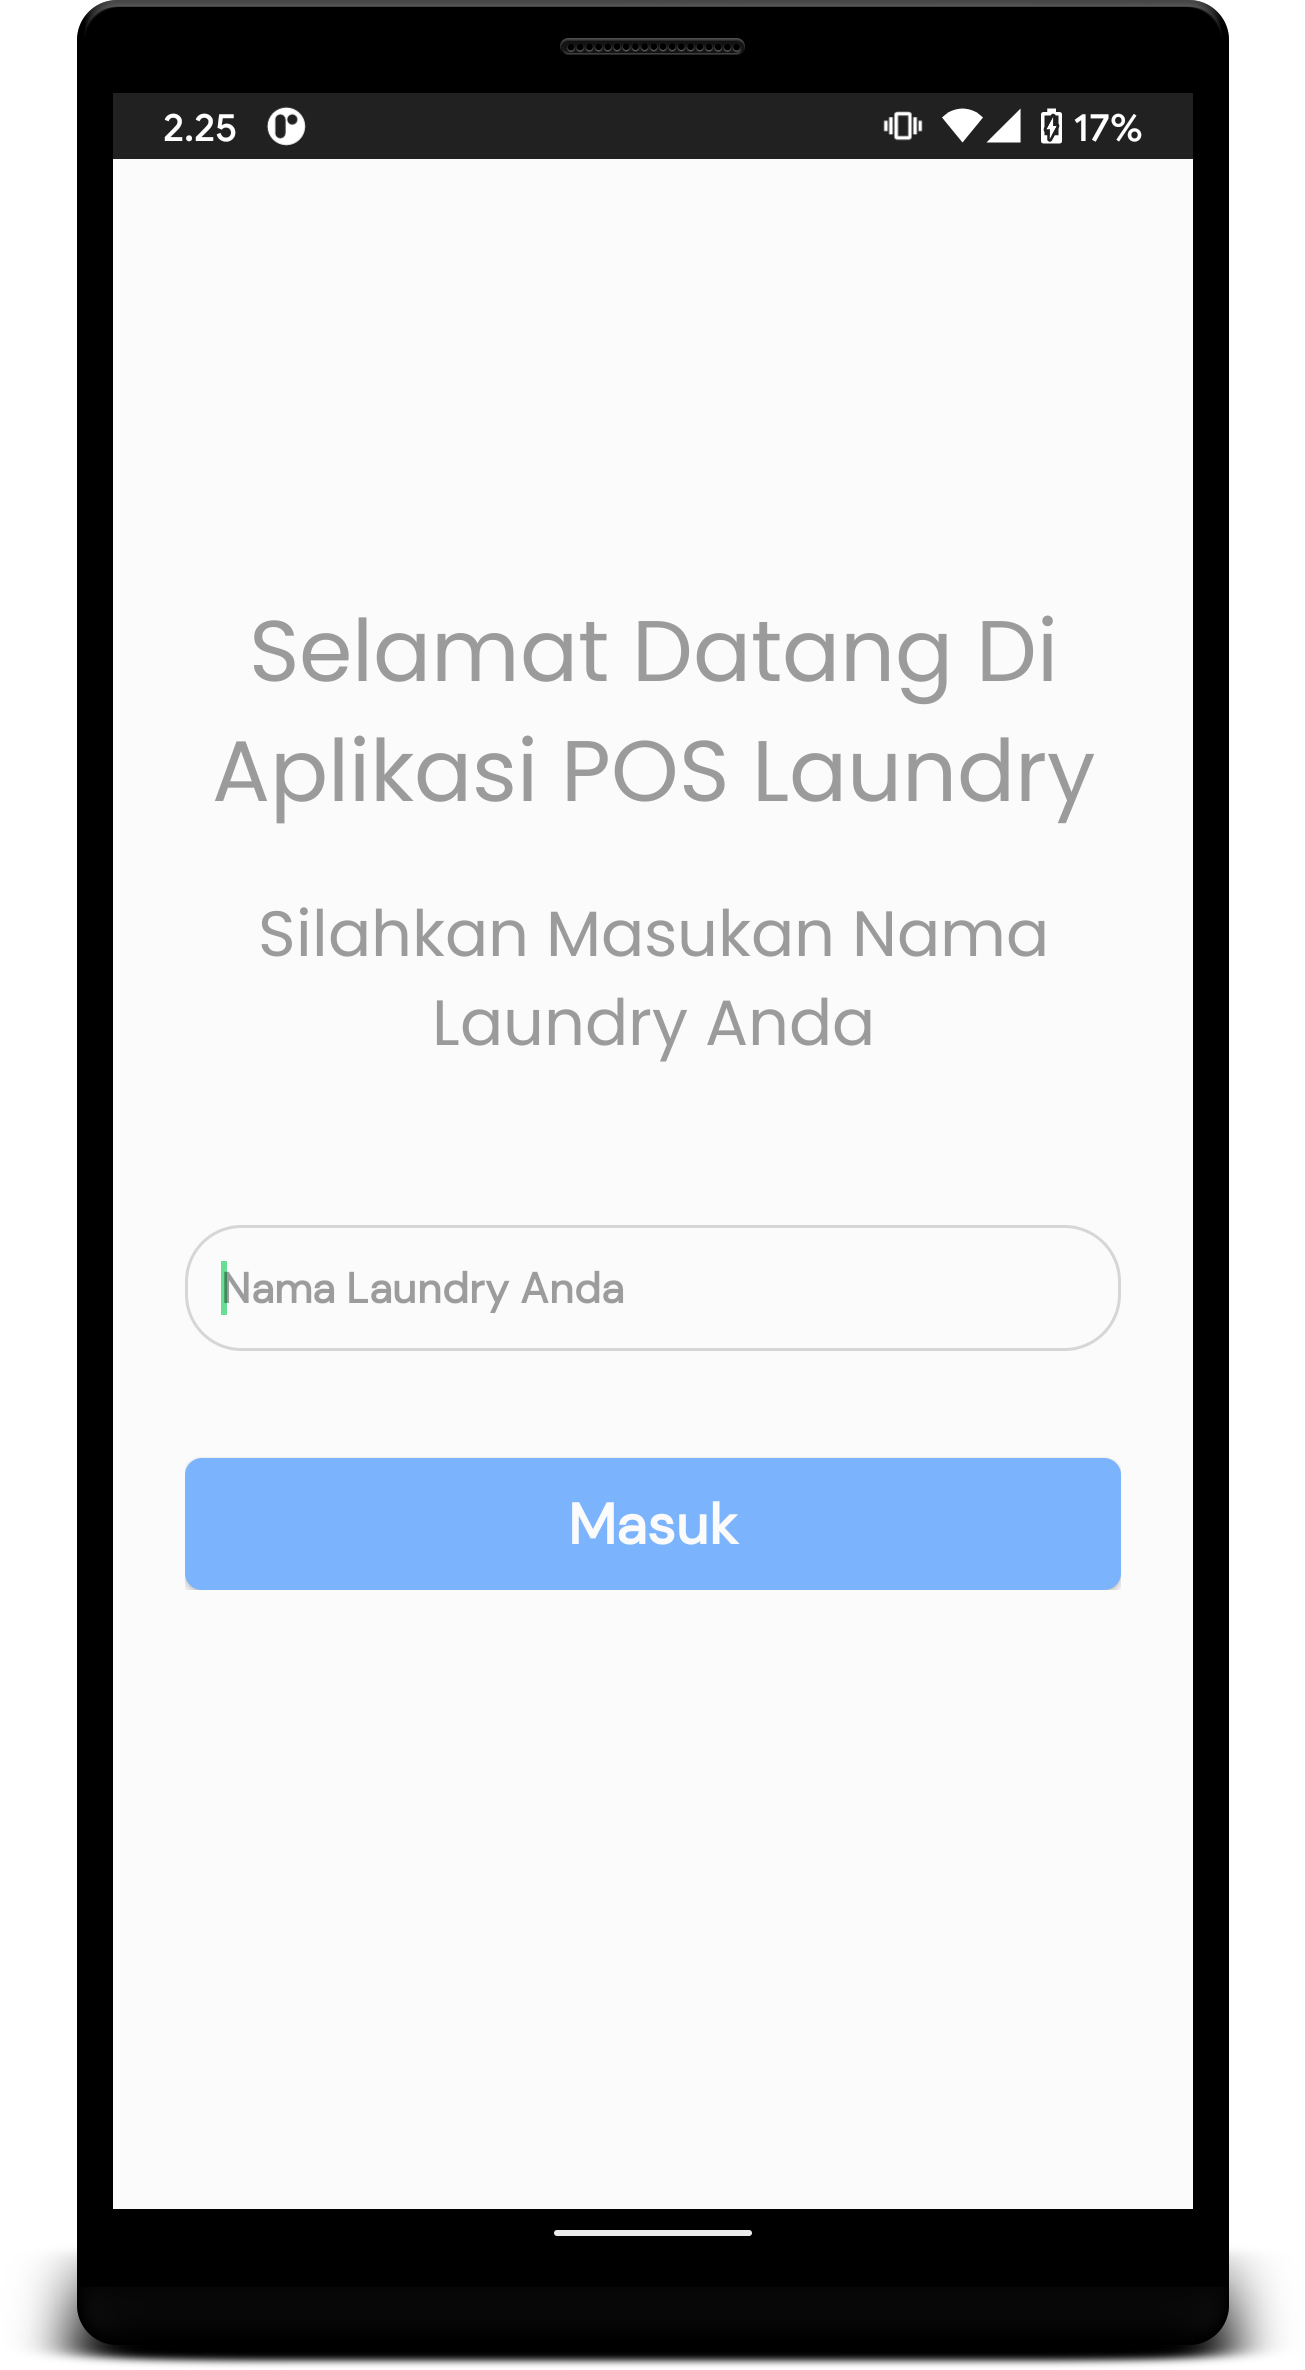 2.25 17%
Selamat Datang Di
Aplikasi POS Laundry
Silahkan Masukan Nama
Laundry Anda
Nama Laundry Anda
Masuk